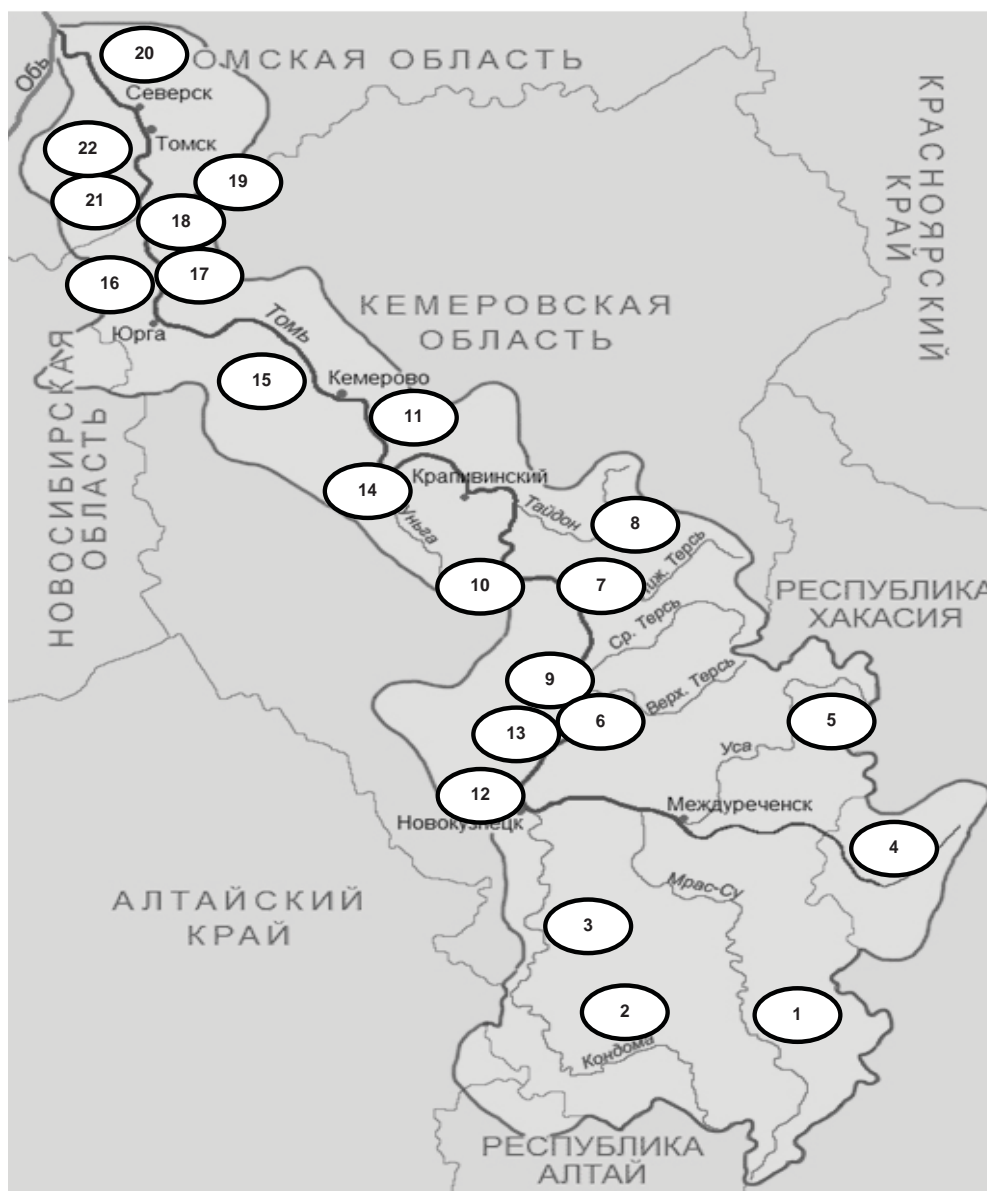 20
ОМСКАЯ ОБЛАСТЬ
Обь
Северск
Томск
22
19
21
18
КРАСНОЯРСКИЙ
КРАЙ
17
16
КЕМЕРОВСКАЯ
ОБЛАСТЬ
Томь
Юрга
НОВОСИБИРСКАЯ
ОБЛАСТЬ
15
Кемерово
11
14
Крапивинский
Уньга
Тайдон
8
10
7
иж. Терсь
РЕСПУБЛИКА
ХАКАСИЯ
Ср. Терсь
9
Верх. Терсь
6
5
13
Уса
12
Новокузнецк
Междуреченск
4
Мрас-Су
АЛТАЙСКИЙ
КРАЙ
3
2
1
Кондома
РЕСПУБЛИКА
АЛТАЙ